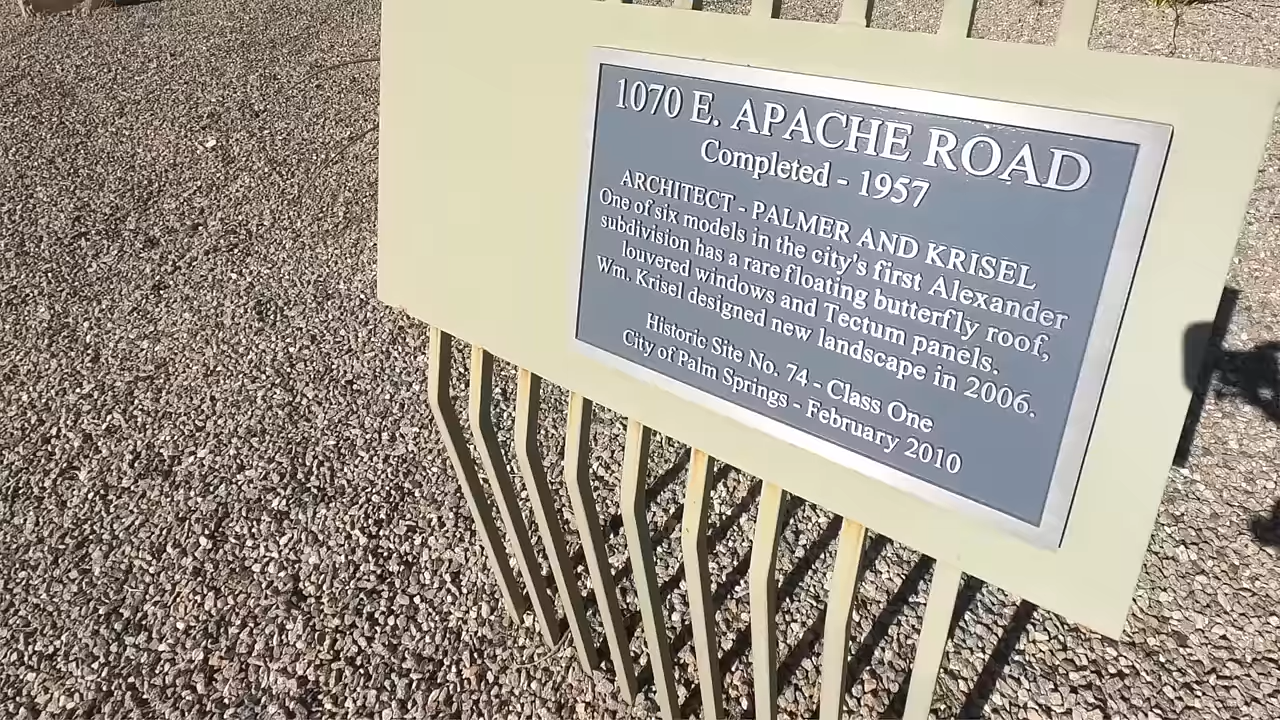 1070 E. APACHE ROAD
Completed - 1957
ARCHITECT - PALMER AND KRISEL
One of six models in the city's first Alexander
subdivision has a rare floating butterfly roof,
louvered windows and Tectum panels.
Wm. Krisel designed new landscape in 2006.
Historic Site No. 74 - Class One
City of Palm Springs - February 2010